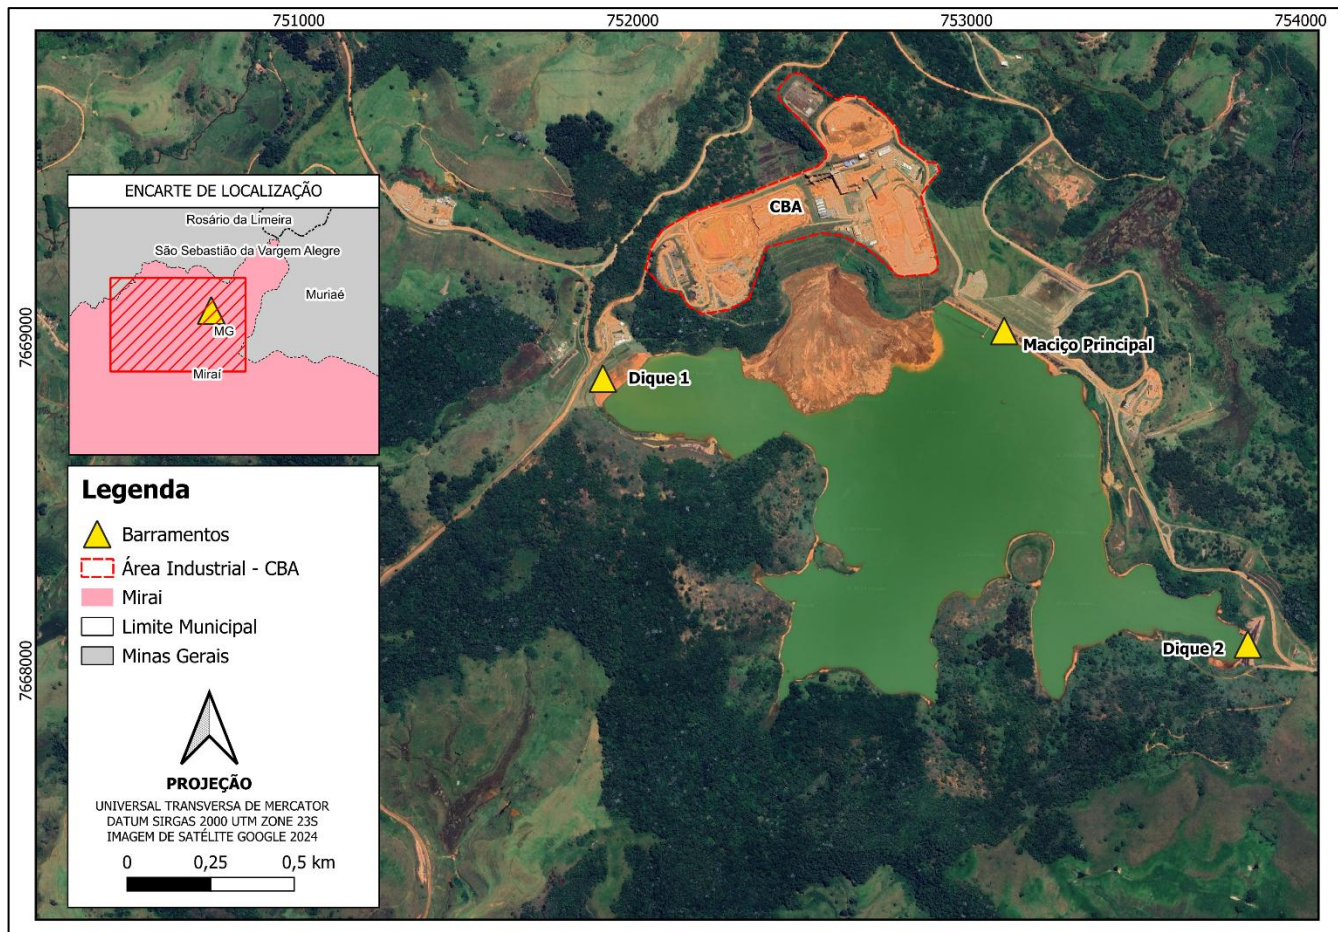 751000
752000
753000
754000
7669000
7668000
ENCARTE DE LOCALIZAÇÃO
Rosário da Limeira
São Sebastião da Vargem Alegre
Muriaé
MG
Miraí
CBA
Maciço Principal
Dique 1
Dique 2
Legenda
Barramentos
Área Industrial - CBA
Mirai
Limite Municipal
Minas Gerais
PROJEÇÃO
UNIVERSAL TRANSVERSA DE MERCATOR
DATUM SIRGAS 2000 UTM ZONE 23S
IMAGEM DE SATÉLITE GOOGLE 2024
0 0,25 0,5 km